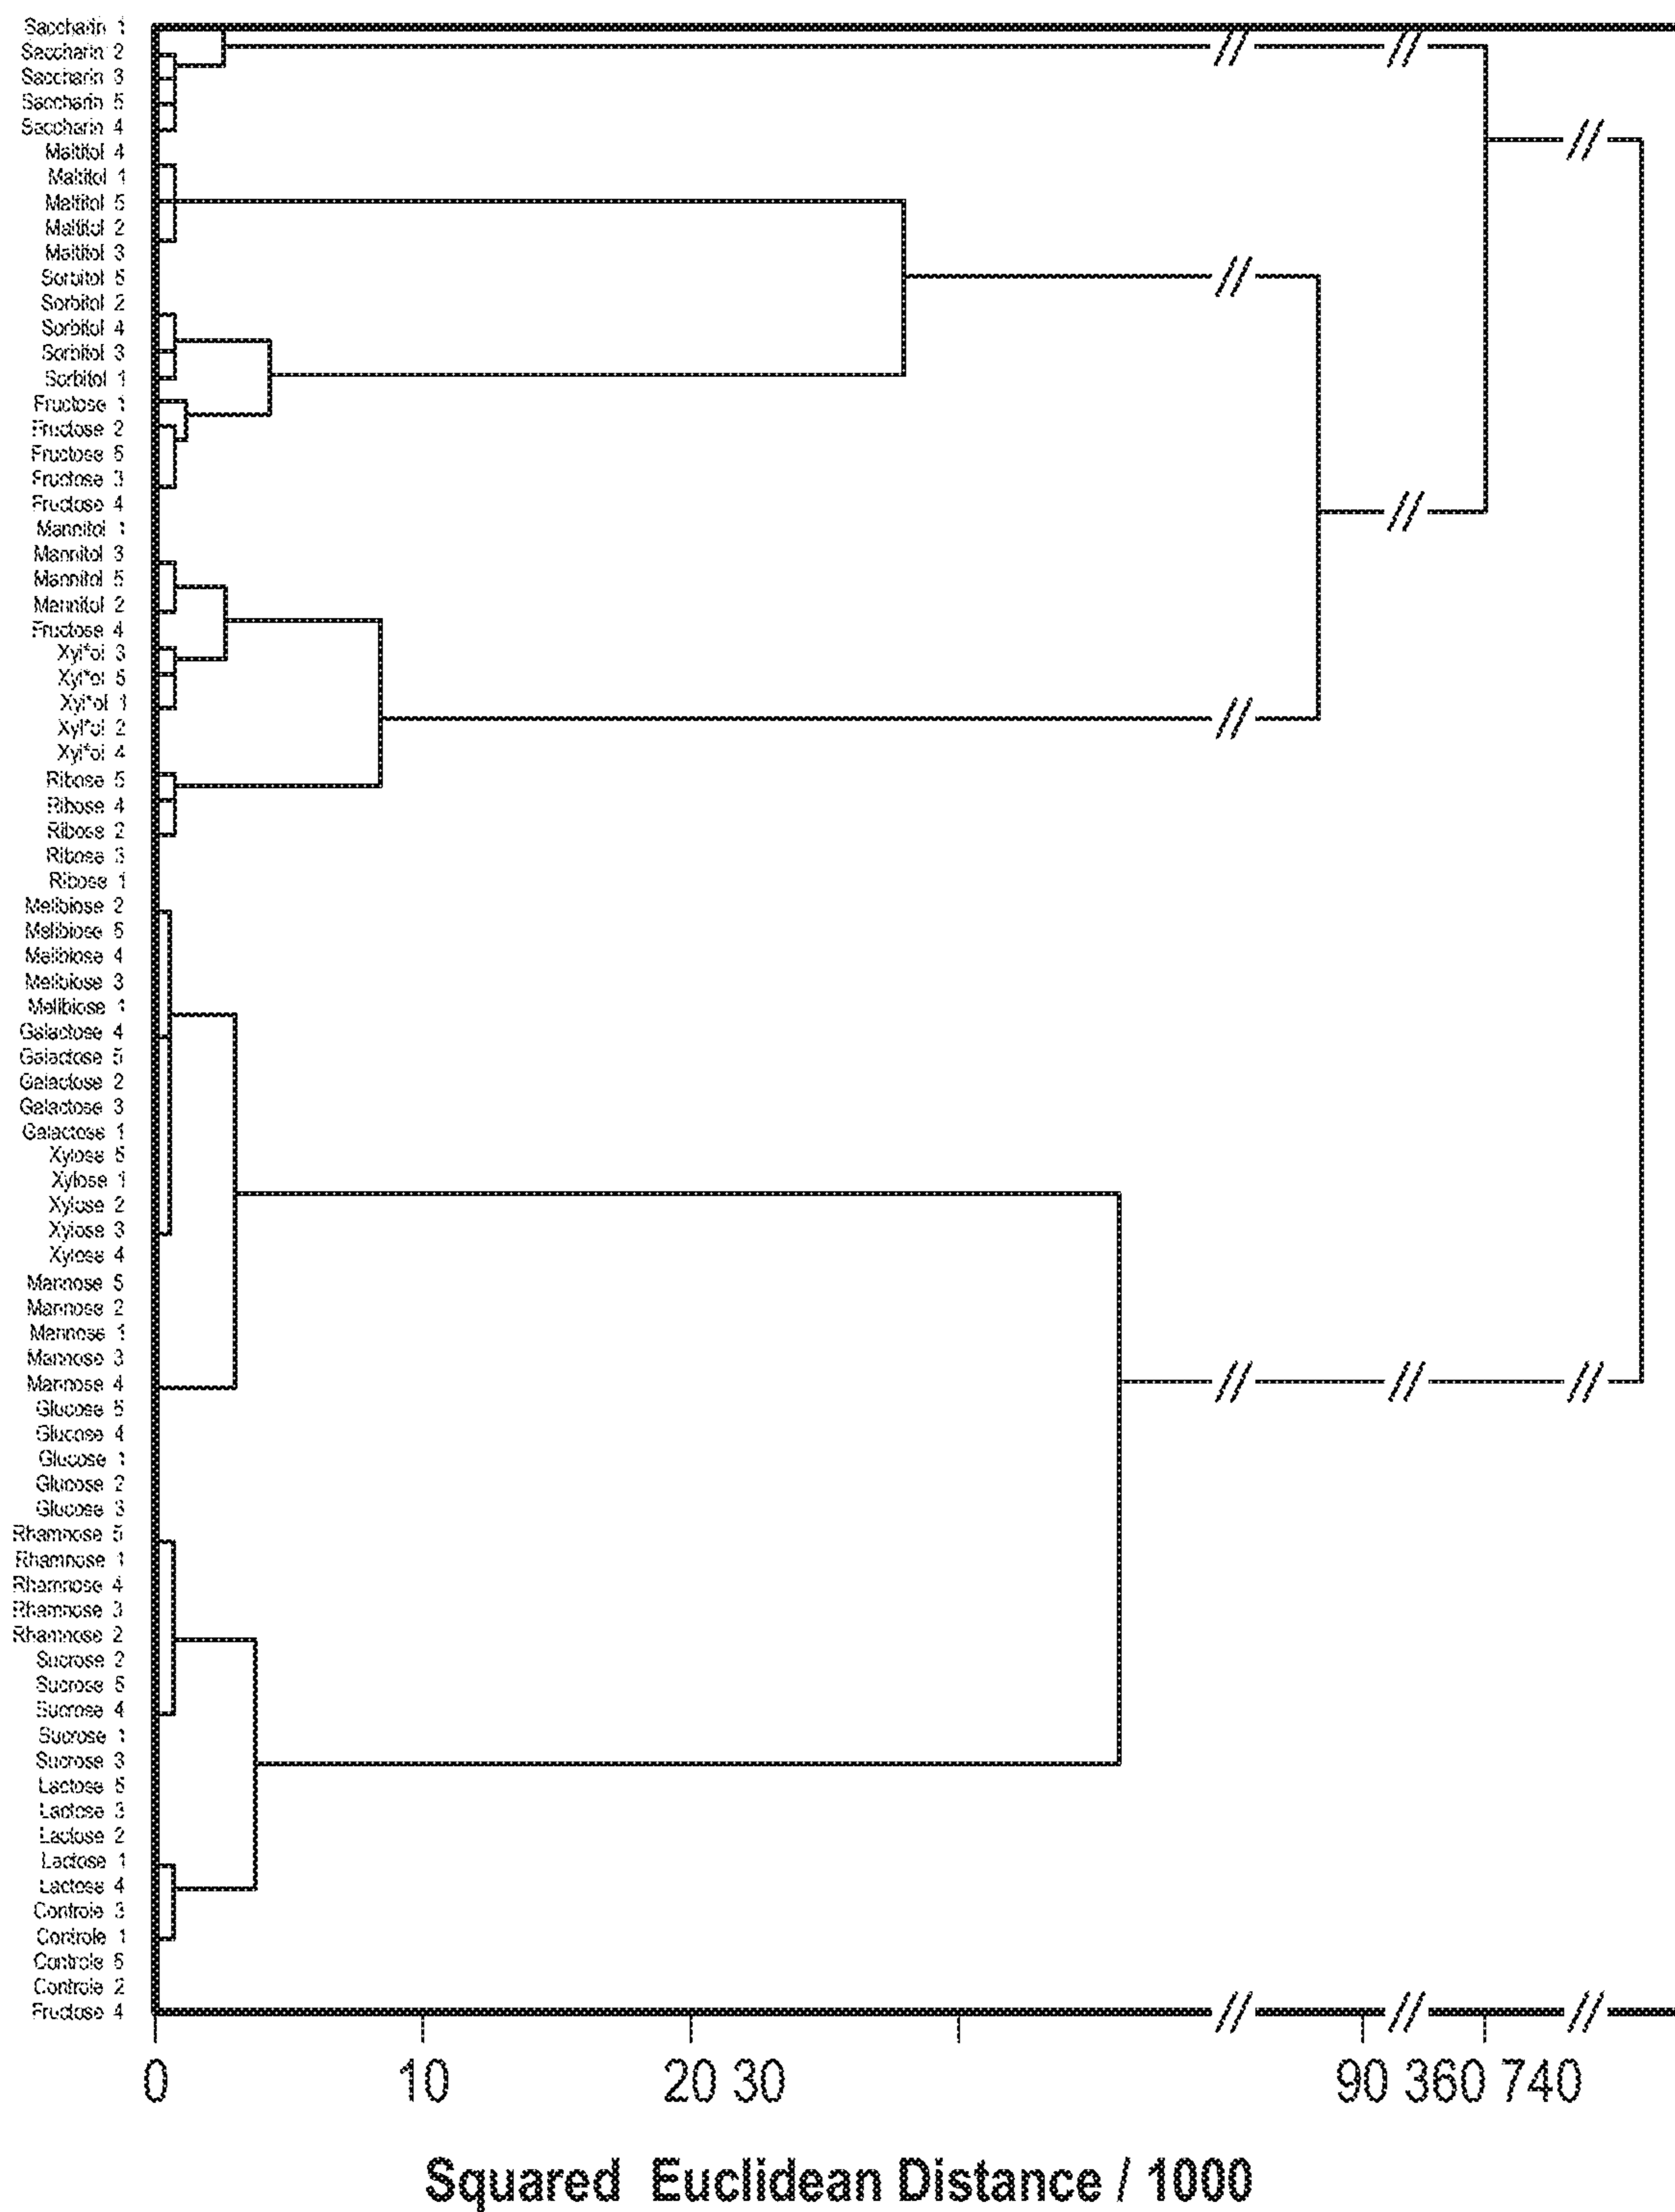 Saccharin 1
Saccharin 2
Saccharin 3
Saccharin 5
Saccharin 4
Maltitol 4
Maltitol 1
Maltitol 5
Maltitol 2
Maltitol 3
Sorbitol 5
Sorbitol 2
Sorbitol 4
Sorbitol 3
Sorbitol 1
Fructose 1
Fructose 2
Fructose 5
Fructose 3
Fructose 4
Mannitol 1
Mannitol 3
Mannitol 5
Mannitol 2
Fructose 4
Xyl*ol 3
Xyl*ol 5
Xyl*ol 1
Xyl*ol 2
Xyl*ol 4
Ribose 5
Ribose 4
Ribose 2
Ribose 3
Ribose 1
Melibiose 2
Melibiose 5
Melibiose 4
Melibiose 3
Melibiose 1
Galactose 4
Galactose 5
Galactose 2
Galactose 3
Galactose 1
Xylose 5
Xylose 1
Xylose 2
Xylose 3
Xylose 4
Mannose 5
Mannose 2
Mannose 1
Mannose 3
Mannose 4
Glucose 5
Glucose 4
Glucose 1
Glucose 2
Glucose 3
Rhamnose 5
Rhamnose 1
Rhamnose 4
Rhamnose 3
Rhamnose 2
Sucrose 2
Sucrose 5
Sucrose 4
Sucrose 1
Sucrose 3
Lactose 5
Lactose 3
Lactose 2
Lactose 1
Lactose 4
Controle 3
Controle 1
Controle 5
Controle 2
Fructose 4
0 10 20 30 90 360 740
Squared Euclidean Distance / 1000